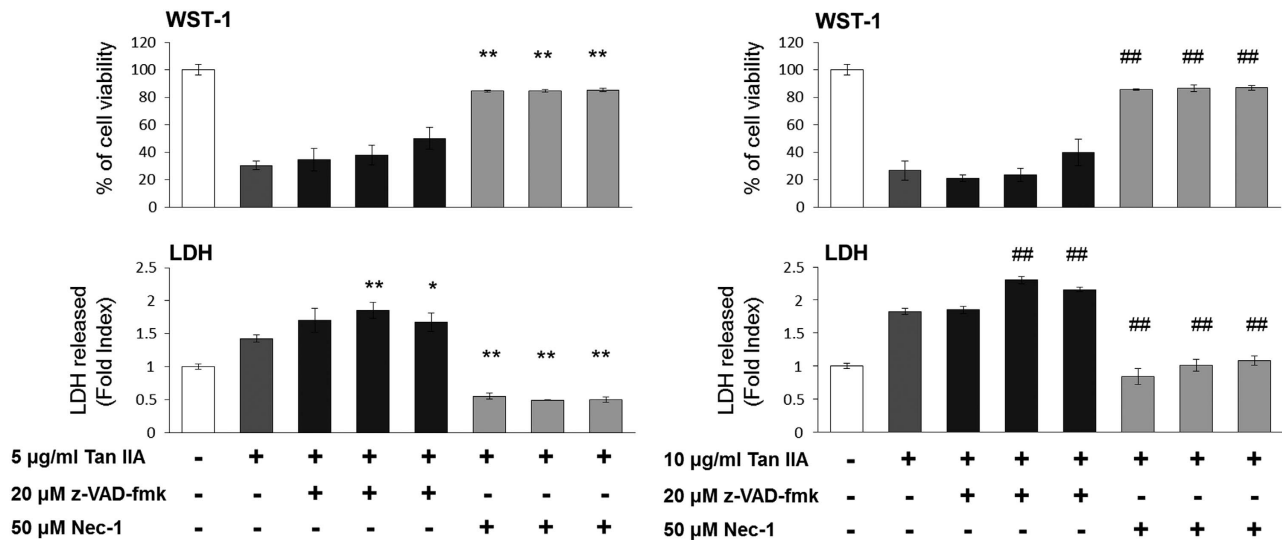 WST-1
% of cell viability
120
100
80
60
40
20
0
** ** **
LDH
LDH released
(Fold Index)
2.5
2
1.5
1
0.5
0
** *
** ** **
5 µg/ml Tan IIA - + + + + + + +
20 µM z-VAD-fmk - - + + + - - -
50 µM Nec-1 - - - - - + + +
WST-1
% of cell viability
120
100
80
60
40
20
0
## ## ##
LDH
LDH released
(Fold Index)
2.5
2
1.5
1
0.5
0
## ##
## ## ##
10 µg/ml Tan IIA - + + + + + + +
20 µM z-VAD-fmk - - + + + - - -
50 µM Nec-1 - - - - - + + +